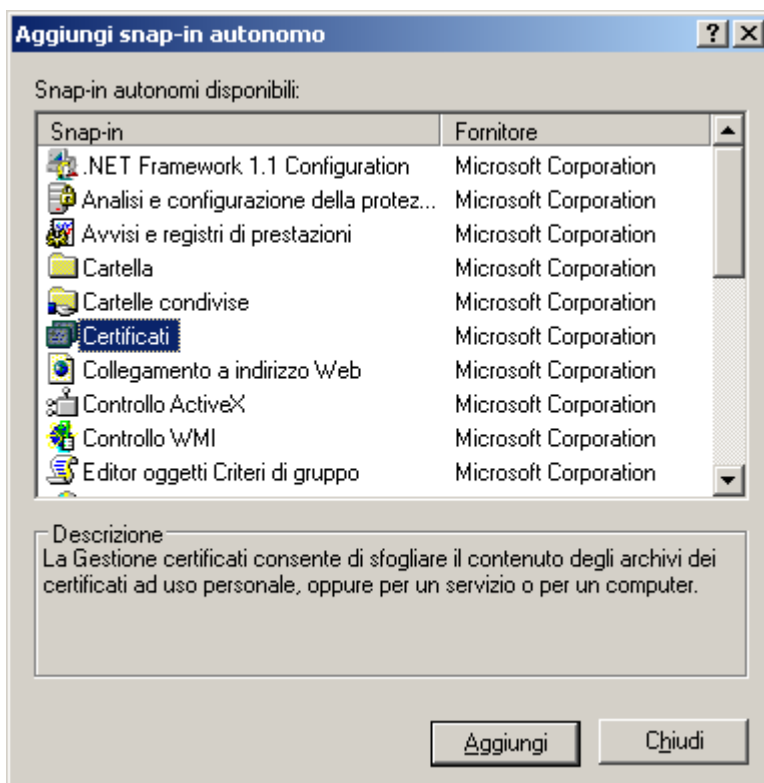 Aggiungi snap-in autonomo
Snap-in autonomi disponibili:
Snap-in Fornitore
.NET Framework 1.1 Configuration Microsoft Corporation
Analisi e configurazione della protez... Microsoft Corporation
Avvisi e registri di prestazioni Microsoft Corporation
Cartella Microsoft Corporation
Cartelle condivise Microsoft Corporation
Certificati Microsoft Corporation
Collegamento a indirizzo Web Microsoft Corporation
Controllo ActiveX Microsoft Corporation
Controllo WMI Microsoft Corporation
Editor oggetti Criteri di gruppo Microsoft Corporation
Descrizione
La Gestione certificati consente di sfogliare il contenuto degli archivi dei
certificati ad uso personale, oppure per un servizio o per un computer.
Aggiungi Chiudi